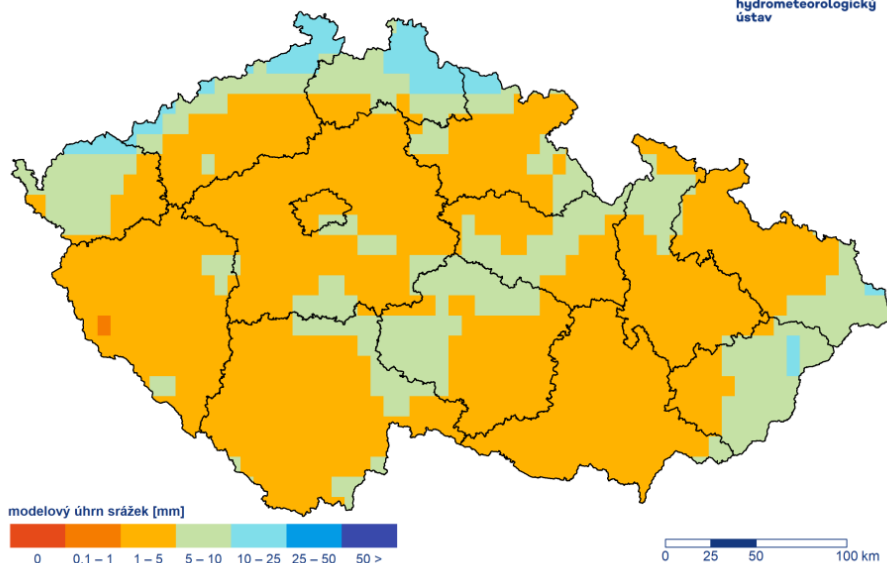 hydrometeorologický
ústav
modelový úhrn srážek [mm]
0 0,1 – 1 1 – 5 5 – 10 10 – 25 25 – 50 50 >
0 25 50 100 km